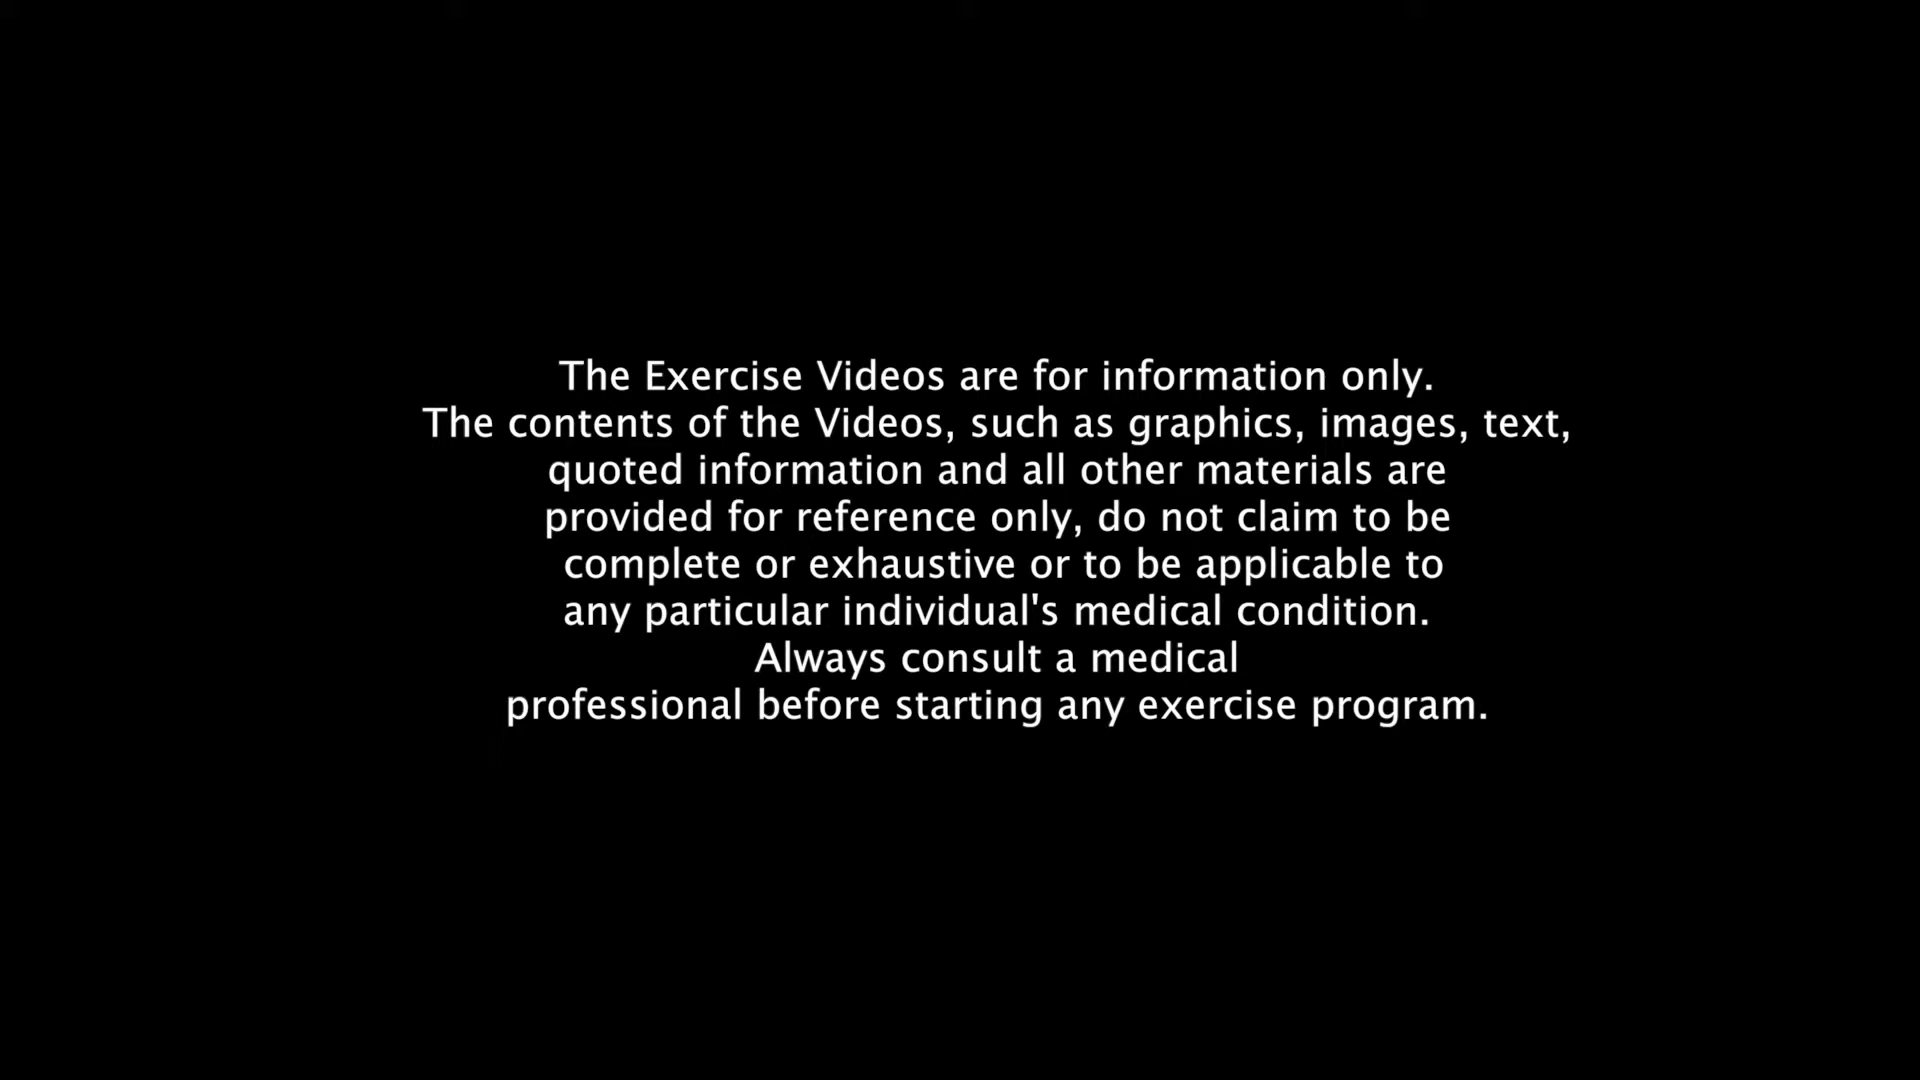 The Exercise Videos are for information only.
The contents of the Videos, such as graphics, images, text,
quoted information and all other materials are
provided for reference only, do not claim to be
complete or exhaustive or to be applicable to
any particular individual's medical condition.
Always consult a medical
professional before starting any exercise program.